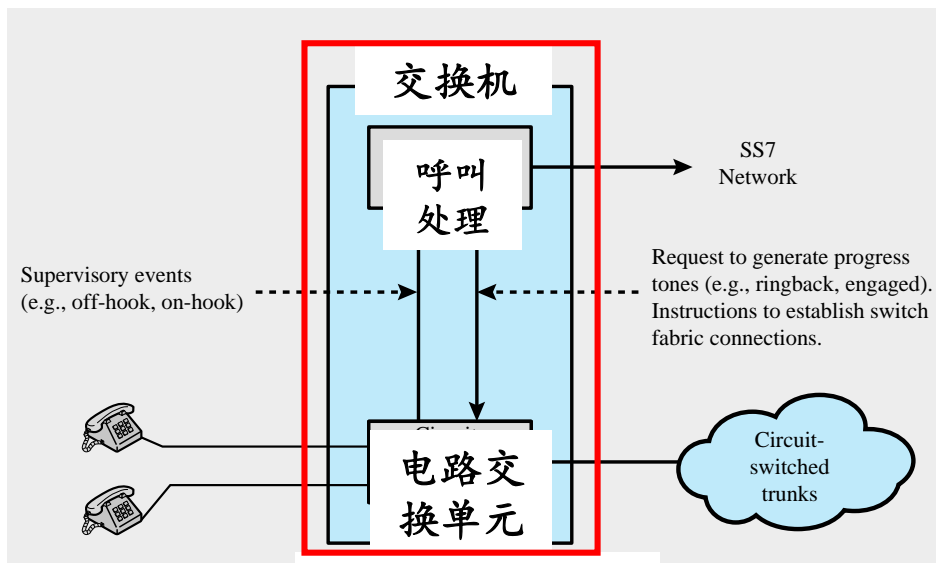 交换机
呼叫
处理
SS7
Network
Supervisory events
(e.g., off-hook, on-hook)
Request to generate progress
tones (e.g., ringback, engaged).
Instructions to establish switch
fabric connections.
电路交
换单元
Circuit-
switched
trunks